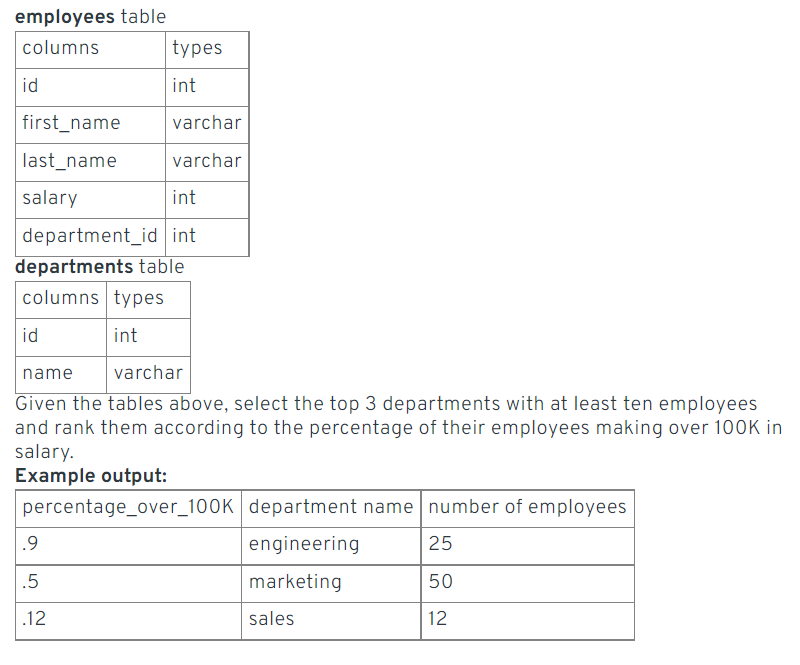 employees table
columns types
id int
first_name varchar
last_name varchar
salary int
department_id int
departments table
columns types
id int
name varchar
Given the tables above, select the top 3 departments with at least ten employees
and rank them according to the percentage of their employees making over 100K in
salary.
Example output:
percentage_over_100K department name number of employees
.9 engineering 25
.5 marketing 50
.12 sales 12